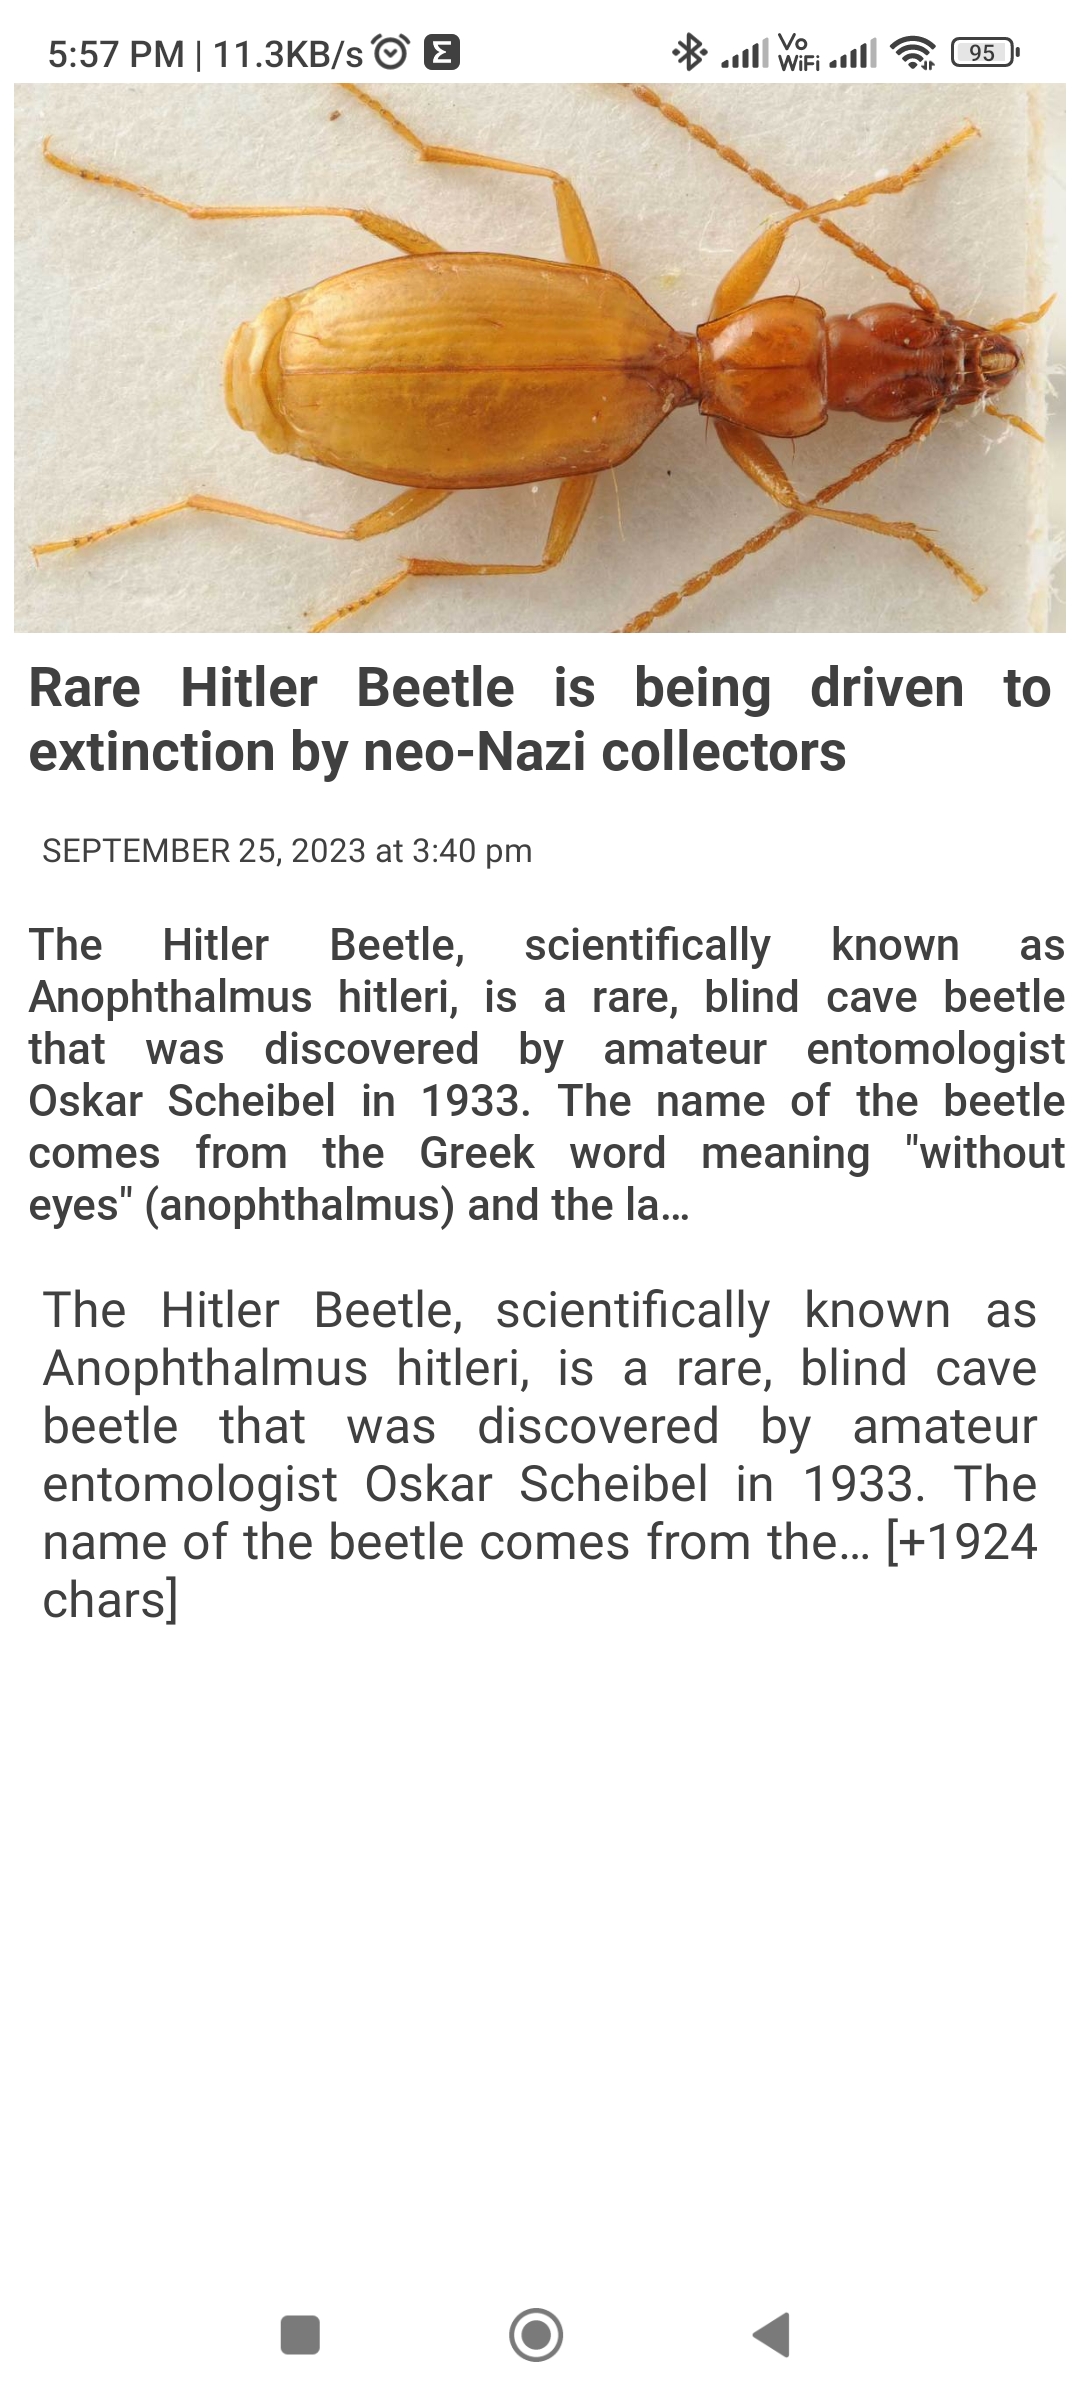 5:57 PM | 11.3KB/s Σ
Vo
WiFi
95
Rare Hitler Beetle is being driven to
extinction by neo-Nazi collectors
SEPTEMBER 25, 2023 at 3:40 pm
The Hitler Beetle, scientifically known as
Anophthalmus hitleri, is a rare, blind cave beetle
that was discovered by amateur entomologist
Oskar Scheibel in 1933. The name of the beetle
comes from the Greek word meaning "without
eyes" (anophthalmus) and the la...
The Hitler Beetle, scientifically known as
Anophthalmus hitleri, is a rare, blind cave
beetle that was discovered by amateur
entomologist Oskar Scheibel in 1933. The
name of the beetle comes from the... [+1924
chars]